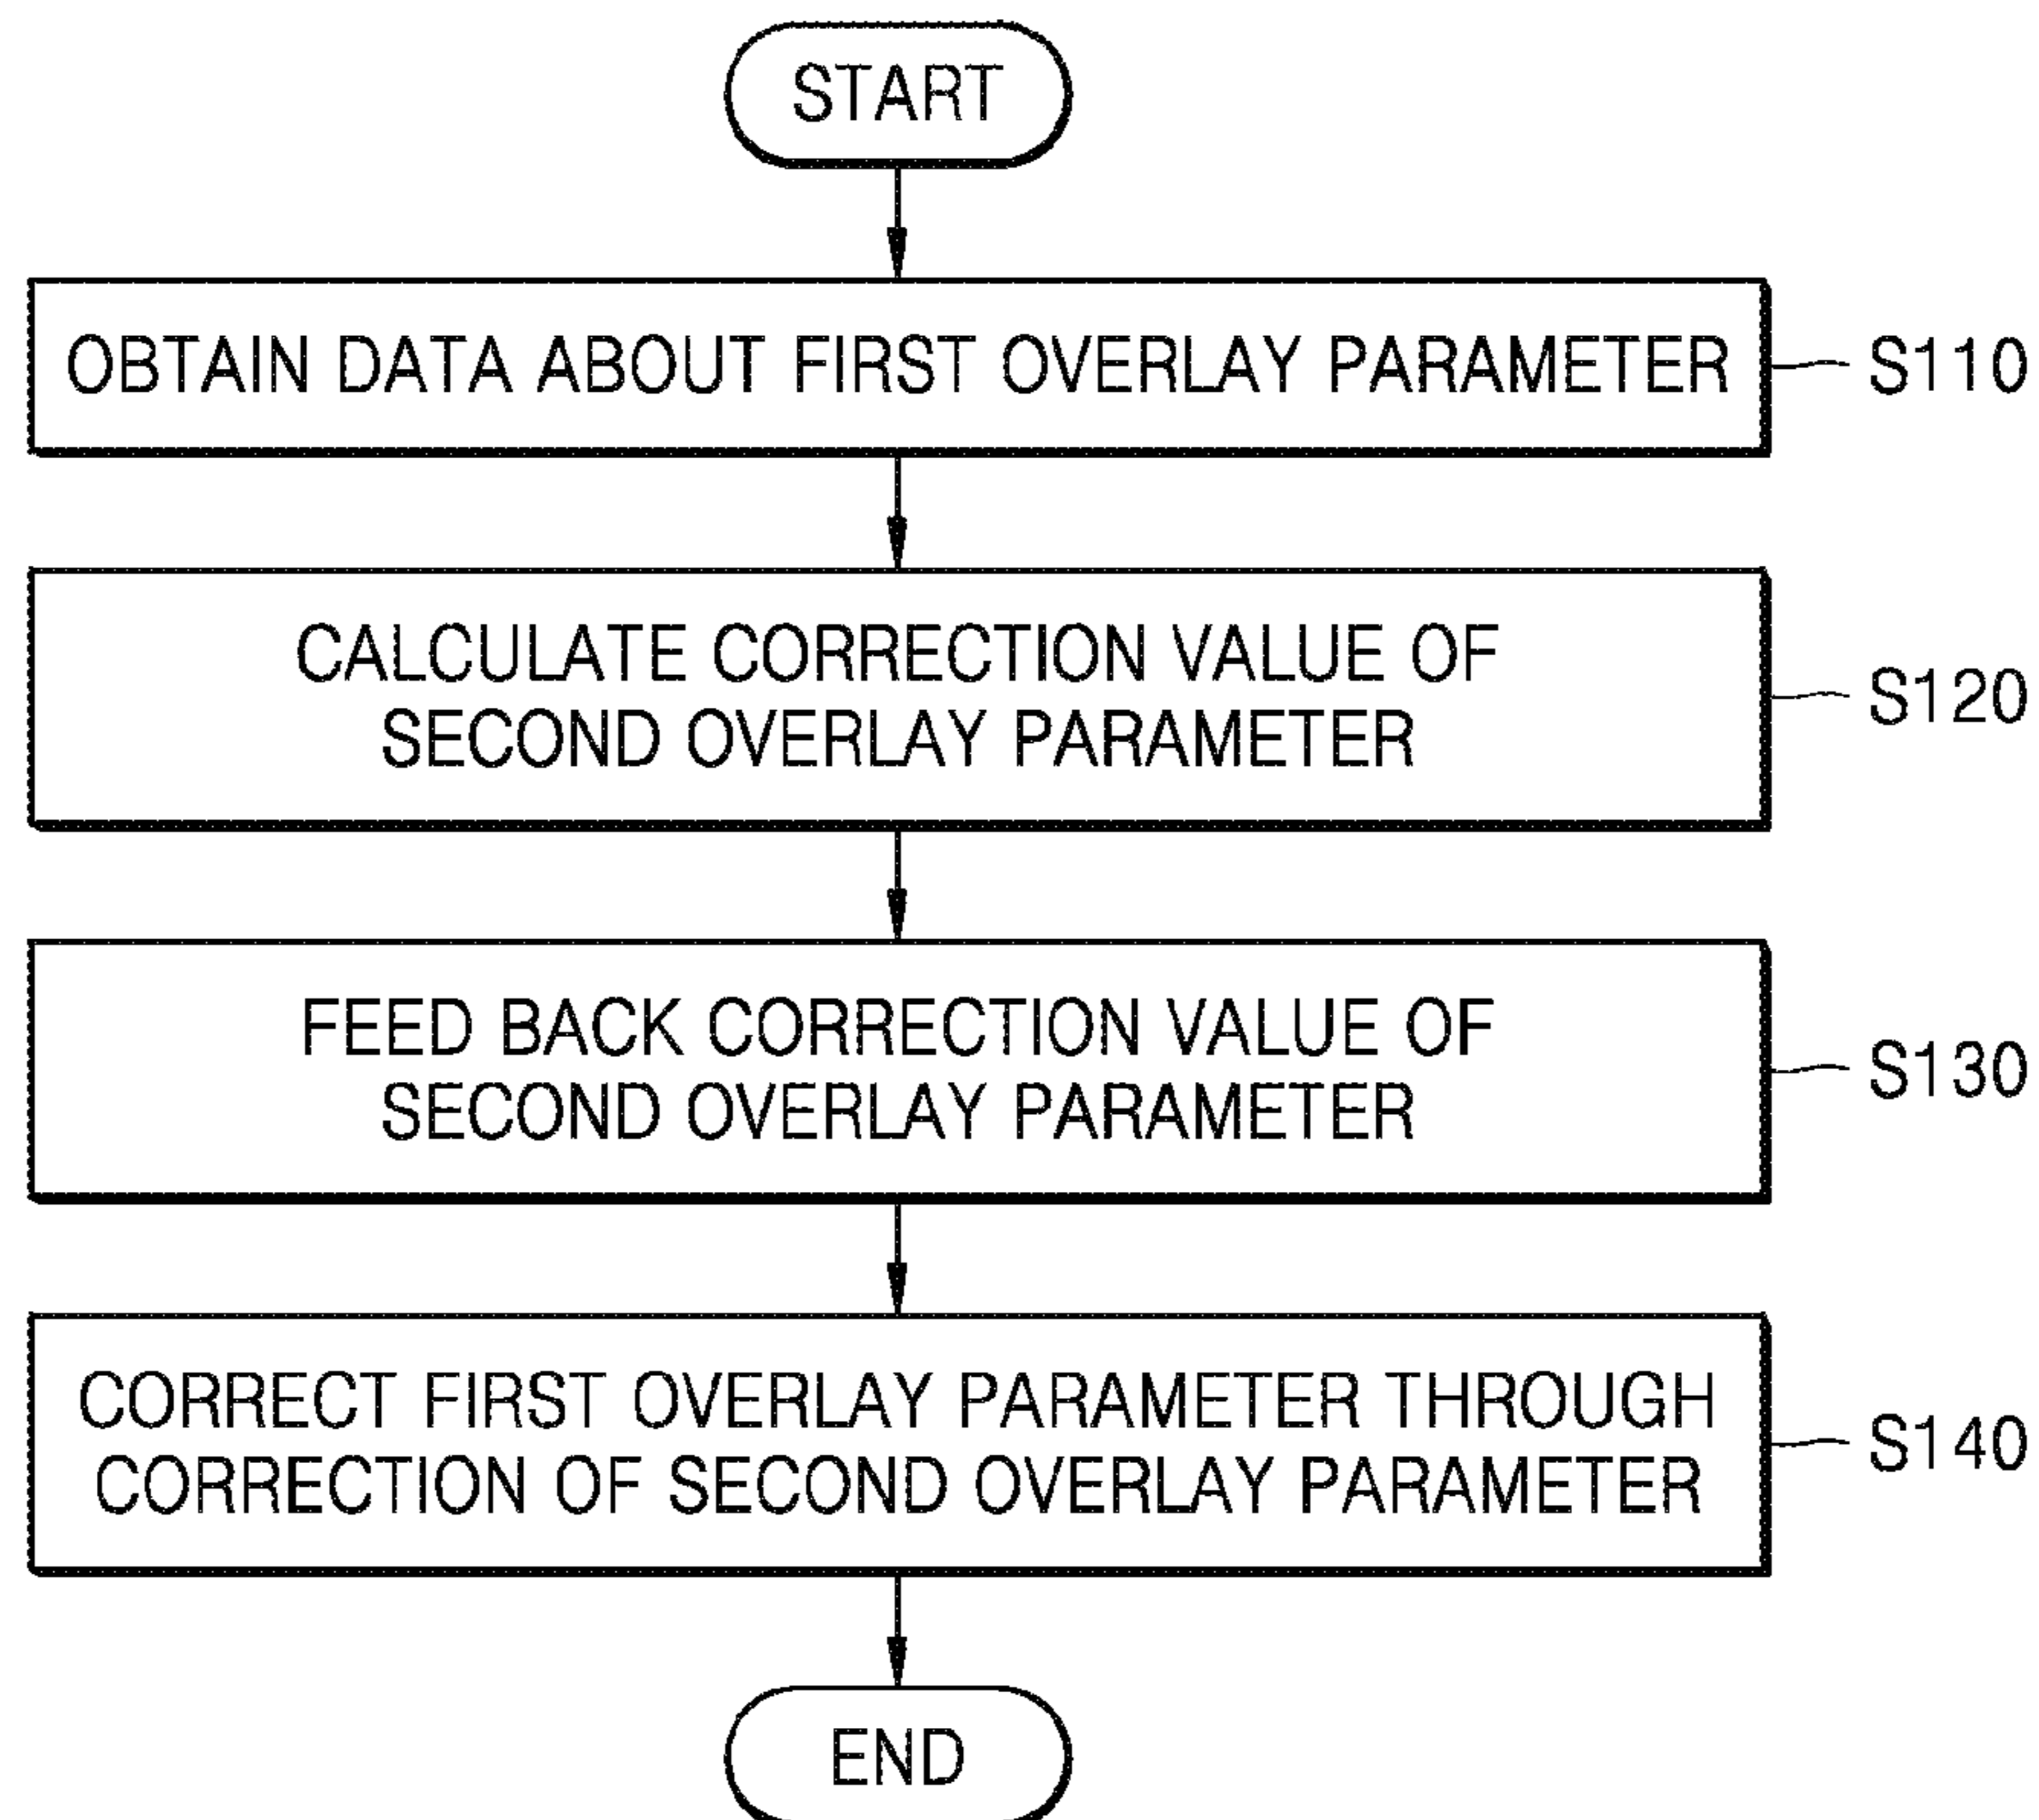 START
OBTAIN DATA ABOUT FIRST OVERLAY PARAMETER
S110
CALCULATE CORRECTION VALUE OF
SECOND OVERLAY PARAMETER
S120
FEED BACK CORRECTION VALUE OF
SECOND OVERLAY PARAMETER
S130
CORRECT FIRST OVERLAY PARAMETER THROUGH
CORRECTION OF SECOND OVERLAY PARAMETER
S140
END